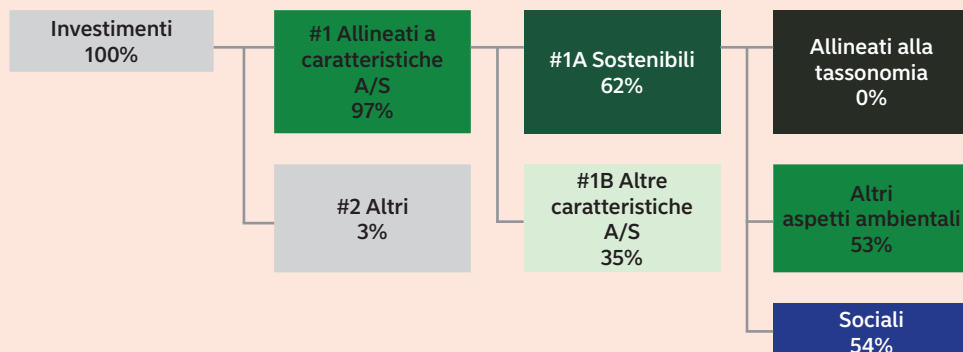 Investimenti
100%
#1 Allineati a
caratteristiche
A/S
97%
#1A Sostenibili
62%
Allineati alla
tassonomia
0%
#2 Altri
3%
#1B Altre
caratteristiche
A/S
35%
Altri
aspetti ambientali
53%
Sociali
54%